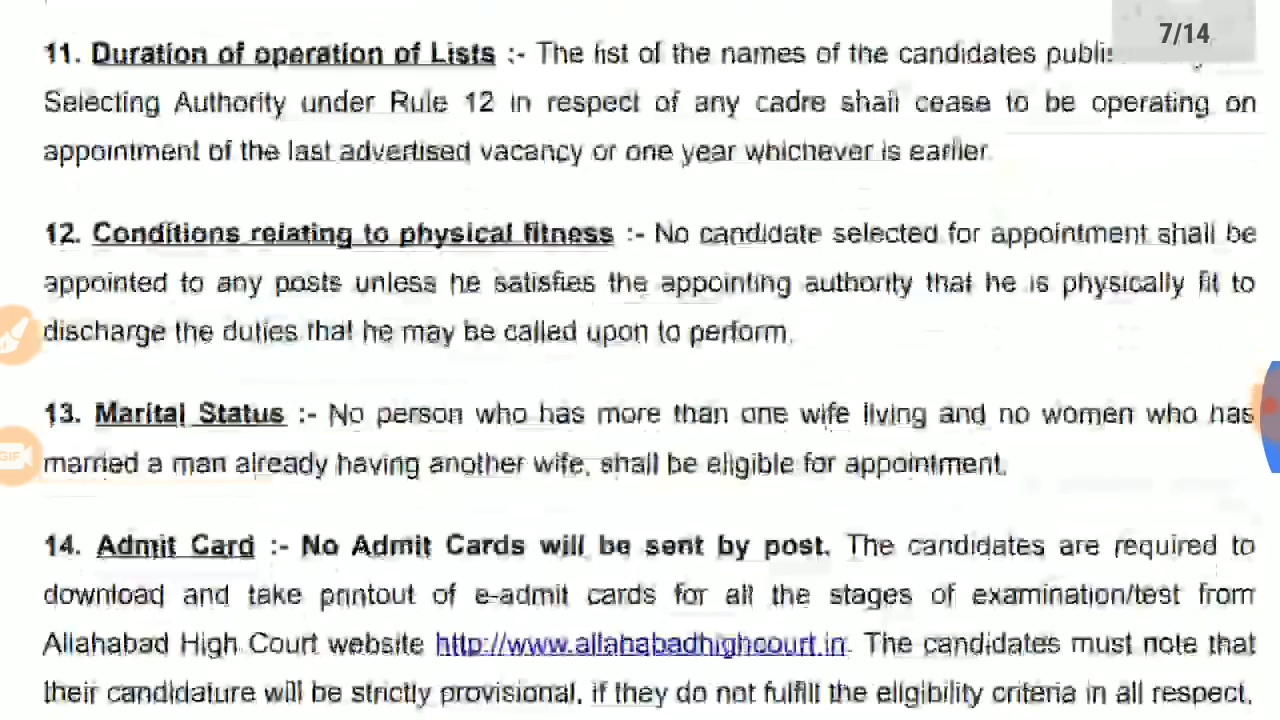 7/14
11. Duration of operation of Lists :- The list of the names of the candidates
Selecting Authority under Rule 12 in respect of any cadre shall cease to be operating on
appointment of the last advertised vacancy or one year whichever is earlier.
12. Conditions relating to physical fitness :- No candidate selected for appointment shall be
appointed to any posts unless he satisfies the appointing authority that he is physically fit to
discharge the duties that he may be called upon to perform.
13. Marital Status :- No person who has more than one wife living and no women who has
married a man already having another wife, shall be eligible for appointment.
14. Admit Card :- No Admit Cards will be sent by post. The candidates are required to
download and take printout of e-admit cards for all the stages of examination/test from
Allahabad High Court website http://www.allahabadhighcourt.in. The candidates must note that
their candidature will be strictly provisional, if they do not fulfill the eligibility criteria in all respect,
GIF